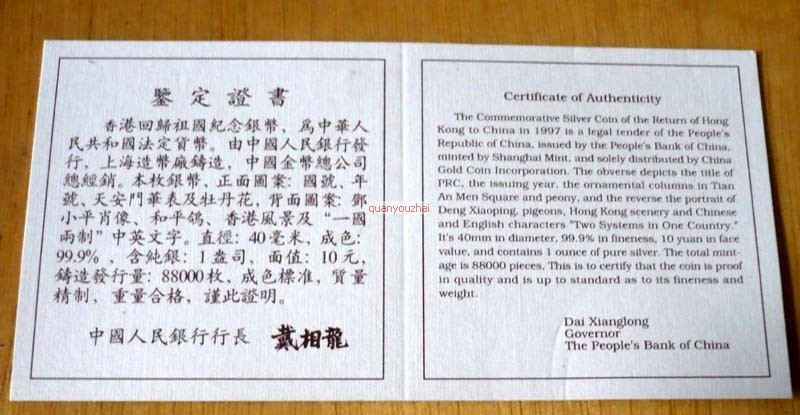 鑒定證書
香港回歸祖國紀念銀幣，爲中華人
民共和國法定貨幣。由中國人民銀行發
行，上海造幣廠鑄造，中國金幣總公司
總經銷。本枚銀幣，正面圖案：國號、年
號、天安門華表及牡丹花，背面圖案：鄧
小平肖像、和平鴿、香港風景及“一國
兩制”中英文字。直徑：40毫米，成色：
99.9%，含純銀：1盎司，面值：10元，
鑄造發行量：88000枚，成色標准，質量
精制，重量合格，謹此證明。
中國人民銀行行長 戴相龍
quanyouzhai
Certificate of Authenticity
The Commemorative Silver Coin of the Return of Hong
Kong to China in 1997 is a legal tender of the People's
Republic of China, issued by the People's Bank of China,
minted by Shanghai Mint, and solely distributed by China
Gold Coin Incorporation. The obverse depicts the title of
PRC, the issuing year, the ornamental columns in Tian
An Men Square and peony, and the reverse the portrait of
Deng Xiaoping, pigeons, Hong Kong scenery and Chinese
and English characters "Two Systems in One Country."
It's 40mm in diameter, 99.9% in fineness, 10 yuan in face
value, and contains 1 ounce of pure silver. The total mint-
age is 88000 pieces. This is to certify that the coin is proof
in quality and is up to standard as to its fineness and
weight.
Dai Xianglong
Governor
The People's Bank of China